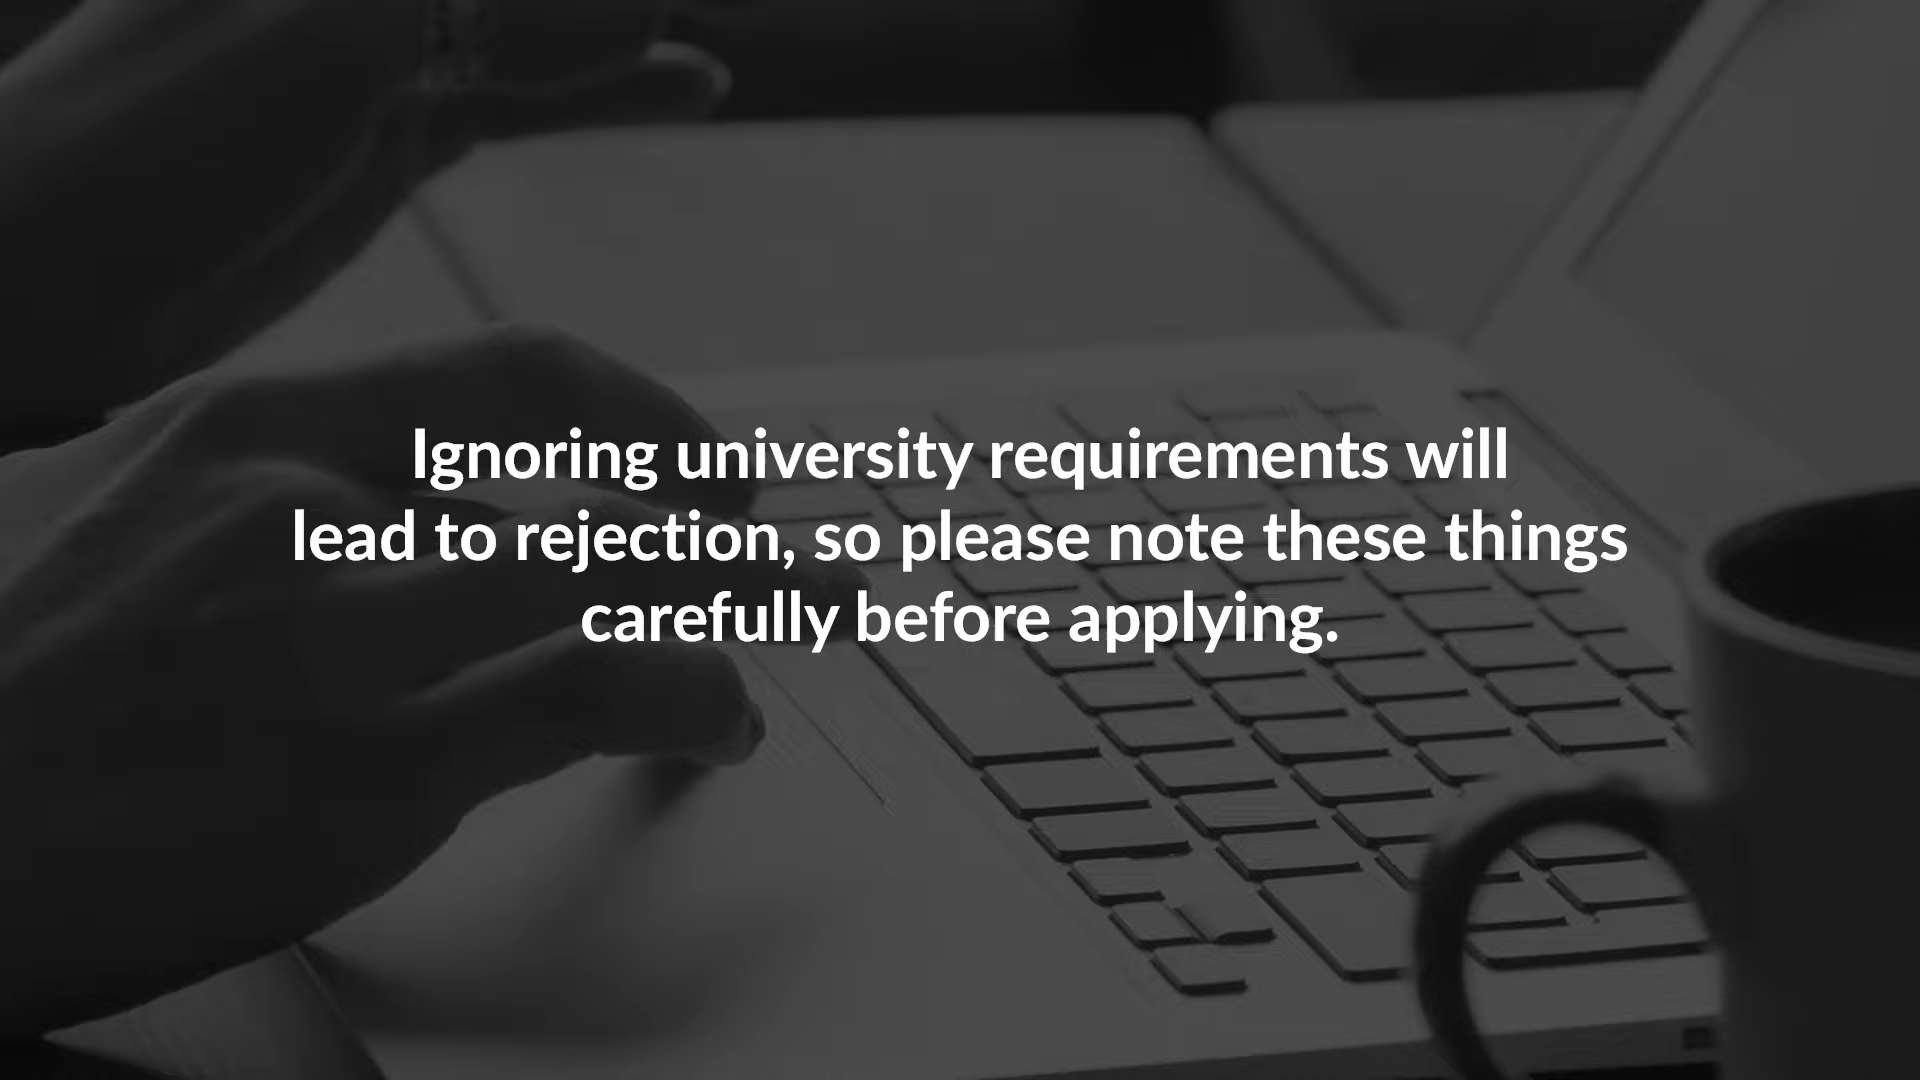 Ignoring university requirements will
lead to rejection, so please note these things
carefully before applying.